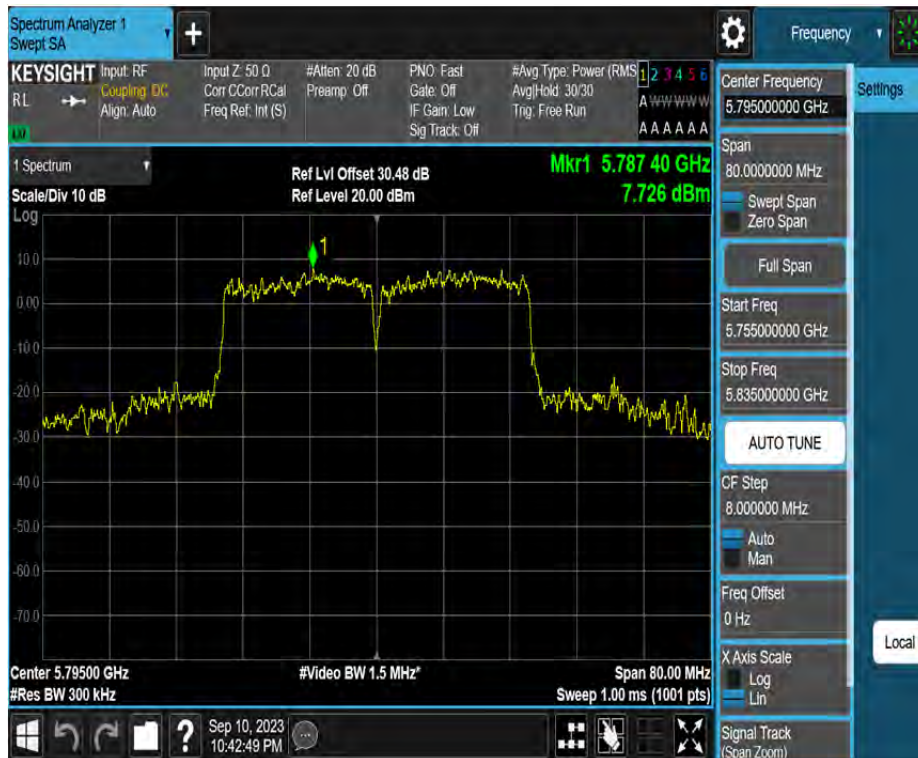 Spectrum Analyzer 1
Swept SA
+
Frequency
KEYSIGHT
RL
Input: RF
Coupling: DC
Align: Auto
Input Z: 50 Ω
Corr CCorr RCal
Freq Ref: Int (S)
#Atten: 20 dB
Preamp: Off
PNO: Fast
Gate: Off
IF Gain: Low
Sig Track: Off
#Avg Type: Power (RMS
Avg|Hold: 30/30
Trig: Free Run
1 2 3 4 5 6
A W W W W W
A A A A A A
1 Spectrum
Scale/Div 10 dB
Ref Lvl Offset 30.48 dB
Ref Level 20.00 dBm
Mkr1 5.787 40 GHz
7.726 dBm
Log
1
10.0
0.00
-10.0
-20.0
-30.0
-40.0
-50.0
-60.0
-70.0
Center 5.79500 GHz
#Res BW 300 kHz
#Video BW 1.5 MHz*
Span 80.00 MHz
Sweep 1.00 ms (1001 pts)
Sep 10, 2023
10:42:49 PM
?
Center Frequency
5.795000000 GHz
Settings
Span
80.0000000 MHz
Swept Span
Zero Span
Full Span
Start Freq
5.755000000 GHz
Stop Freq
5.835000000 GHz
AUTO TUNE
CF Step
8.000000 MHz
Auto
Man
Freq Offset
0 Hz
X Axis Scale
Log
Lin
Local
Signal Track
(Span Zoom)